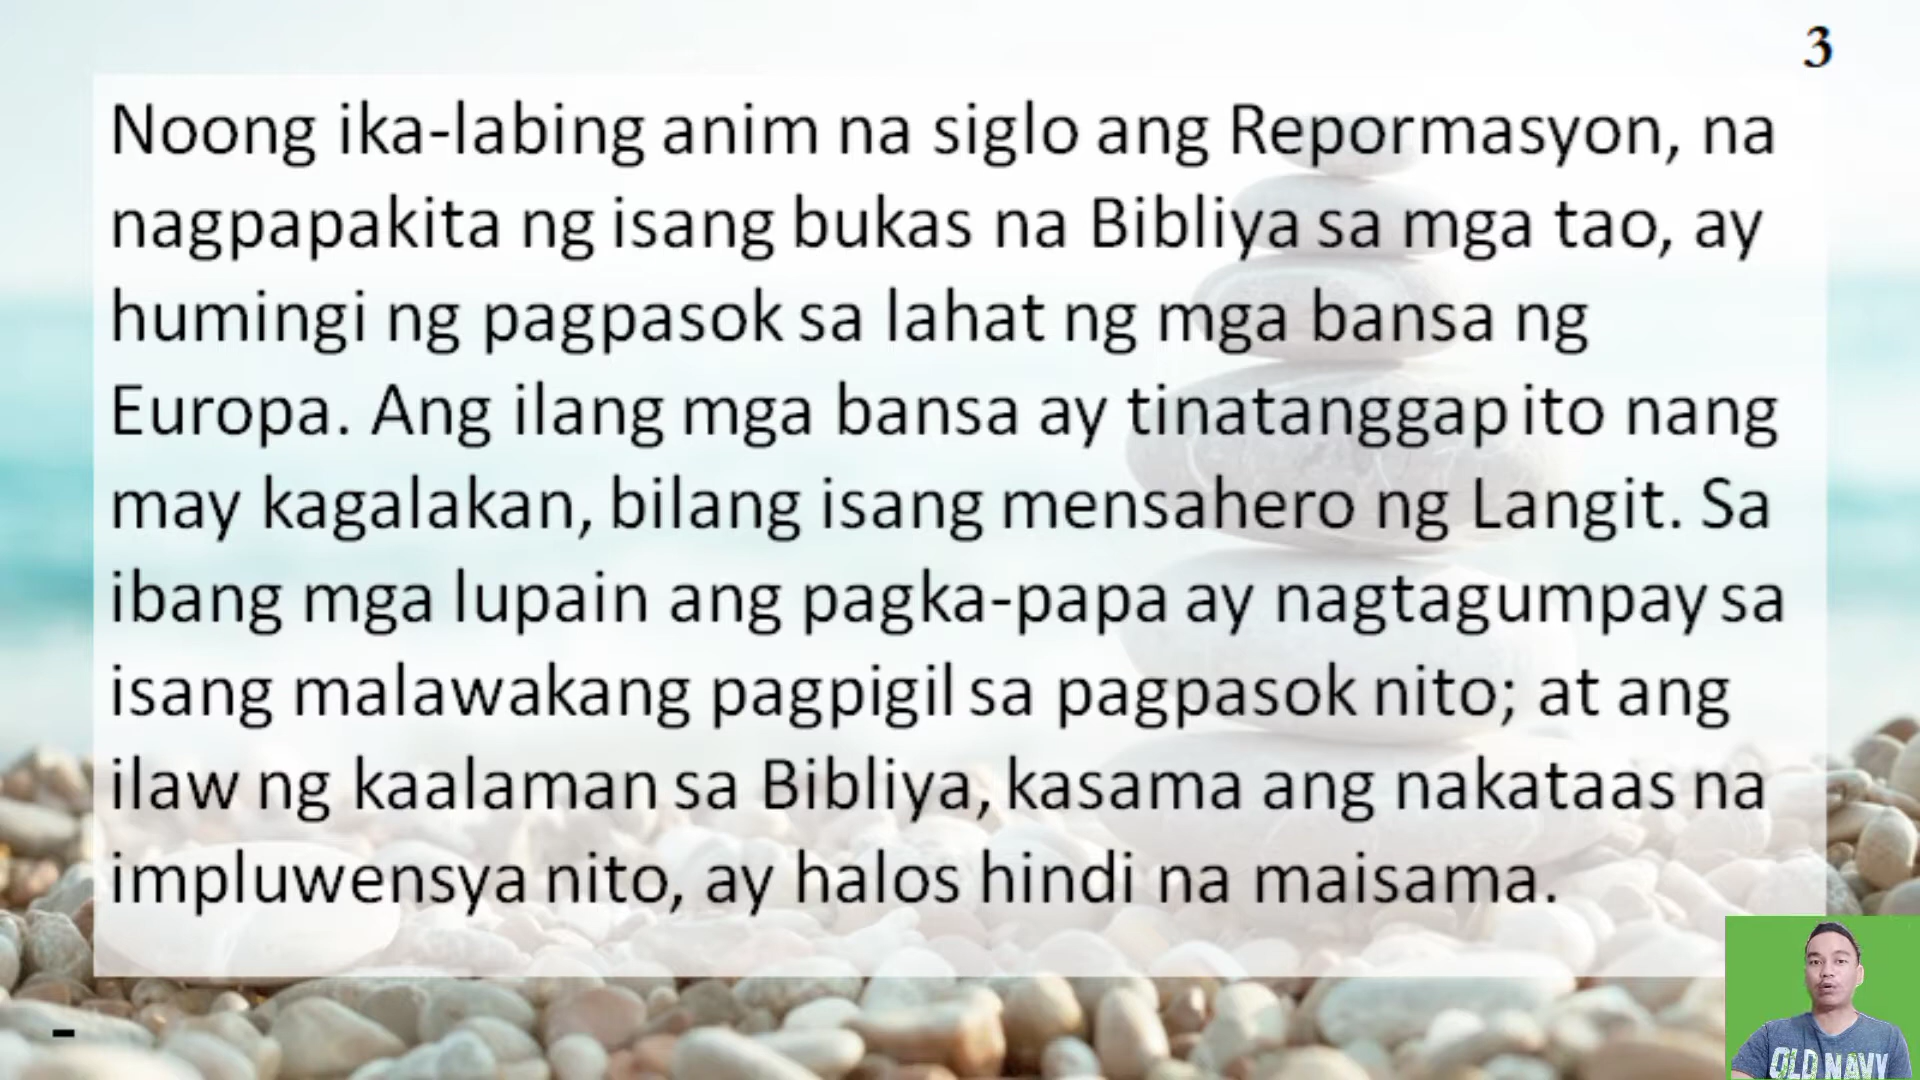 3
Noong ika-labing anim na siglo ang Repormasyon, na
nagpapakita ng isang bukas na Bibliya sa mga tao, ay
humingi ng pagpasok sa lahat ng mga bansa ng
Europa. Ang ilang mga bansa ay tinatanggap ito nang
may kagalakan, bilang isang mensahero ng Langit. Sa
ibang mga lupain ang pagka-papa ay nagtagumpay sa
isang malawakang pagpigil sa pagpasok nito; at ang
ilaw ng kaalaman sa Bibliya, kasama ang nakataas na
impluwensya nito, ay halos hindi na maisama.
-
OLD NAVY